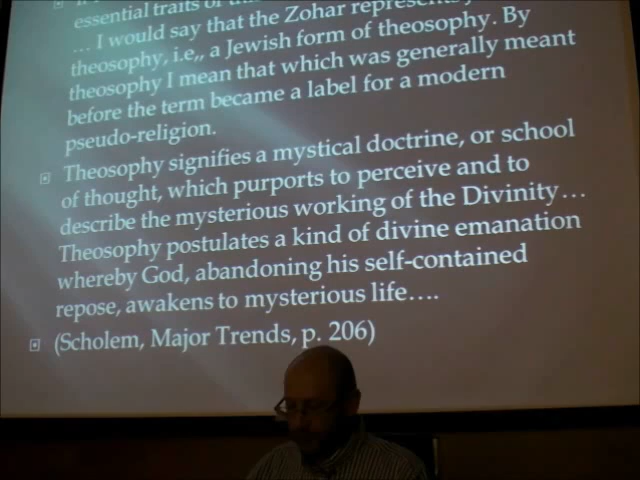 essential traits of
… I would say that the Zohar represents
theosophy, i.e,, a Jewish form of theosophy. By
theosophy I mean that which was generally meant
before the term became a label for a modern
pseudo-religion.
Theosophy signifies a mystical doctrine, or school
of thought, which purports to perceive and to
describe the mysterious working of the Divinity…
Theosophy postulates a kind of divine emanation
whereby God, abandoning his self-contained
repose, awakens to mysterious life….
(Scholem, Major Trends, p. 206)